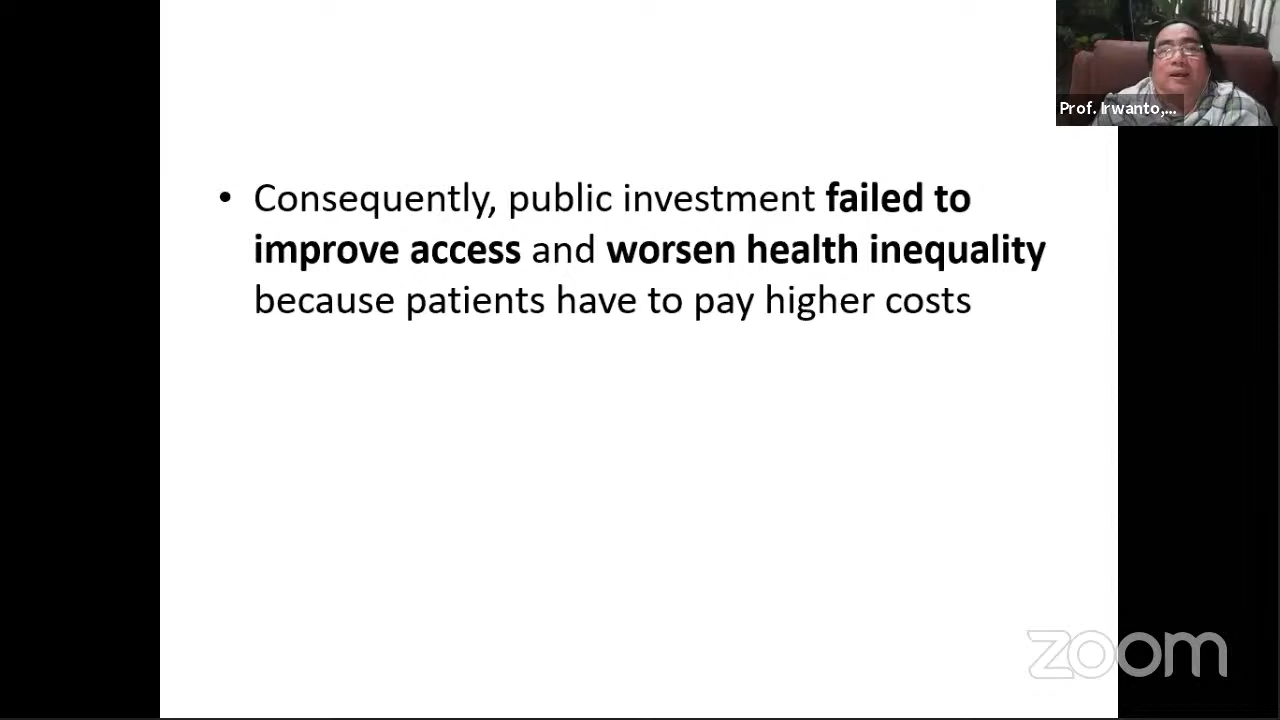 Prof. Irwanto,...
• Consequently, public investment failed to
improve access and worsen health inequality
because patients have to pay higher costs
zoom